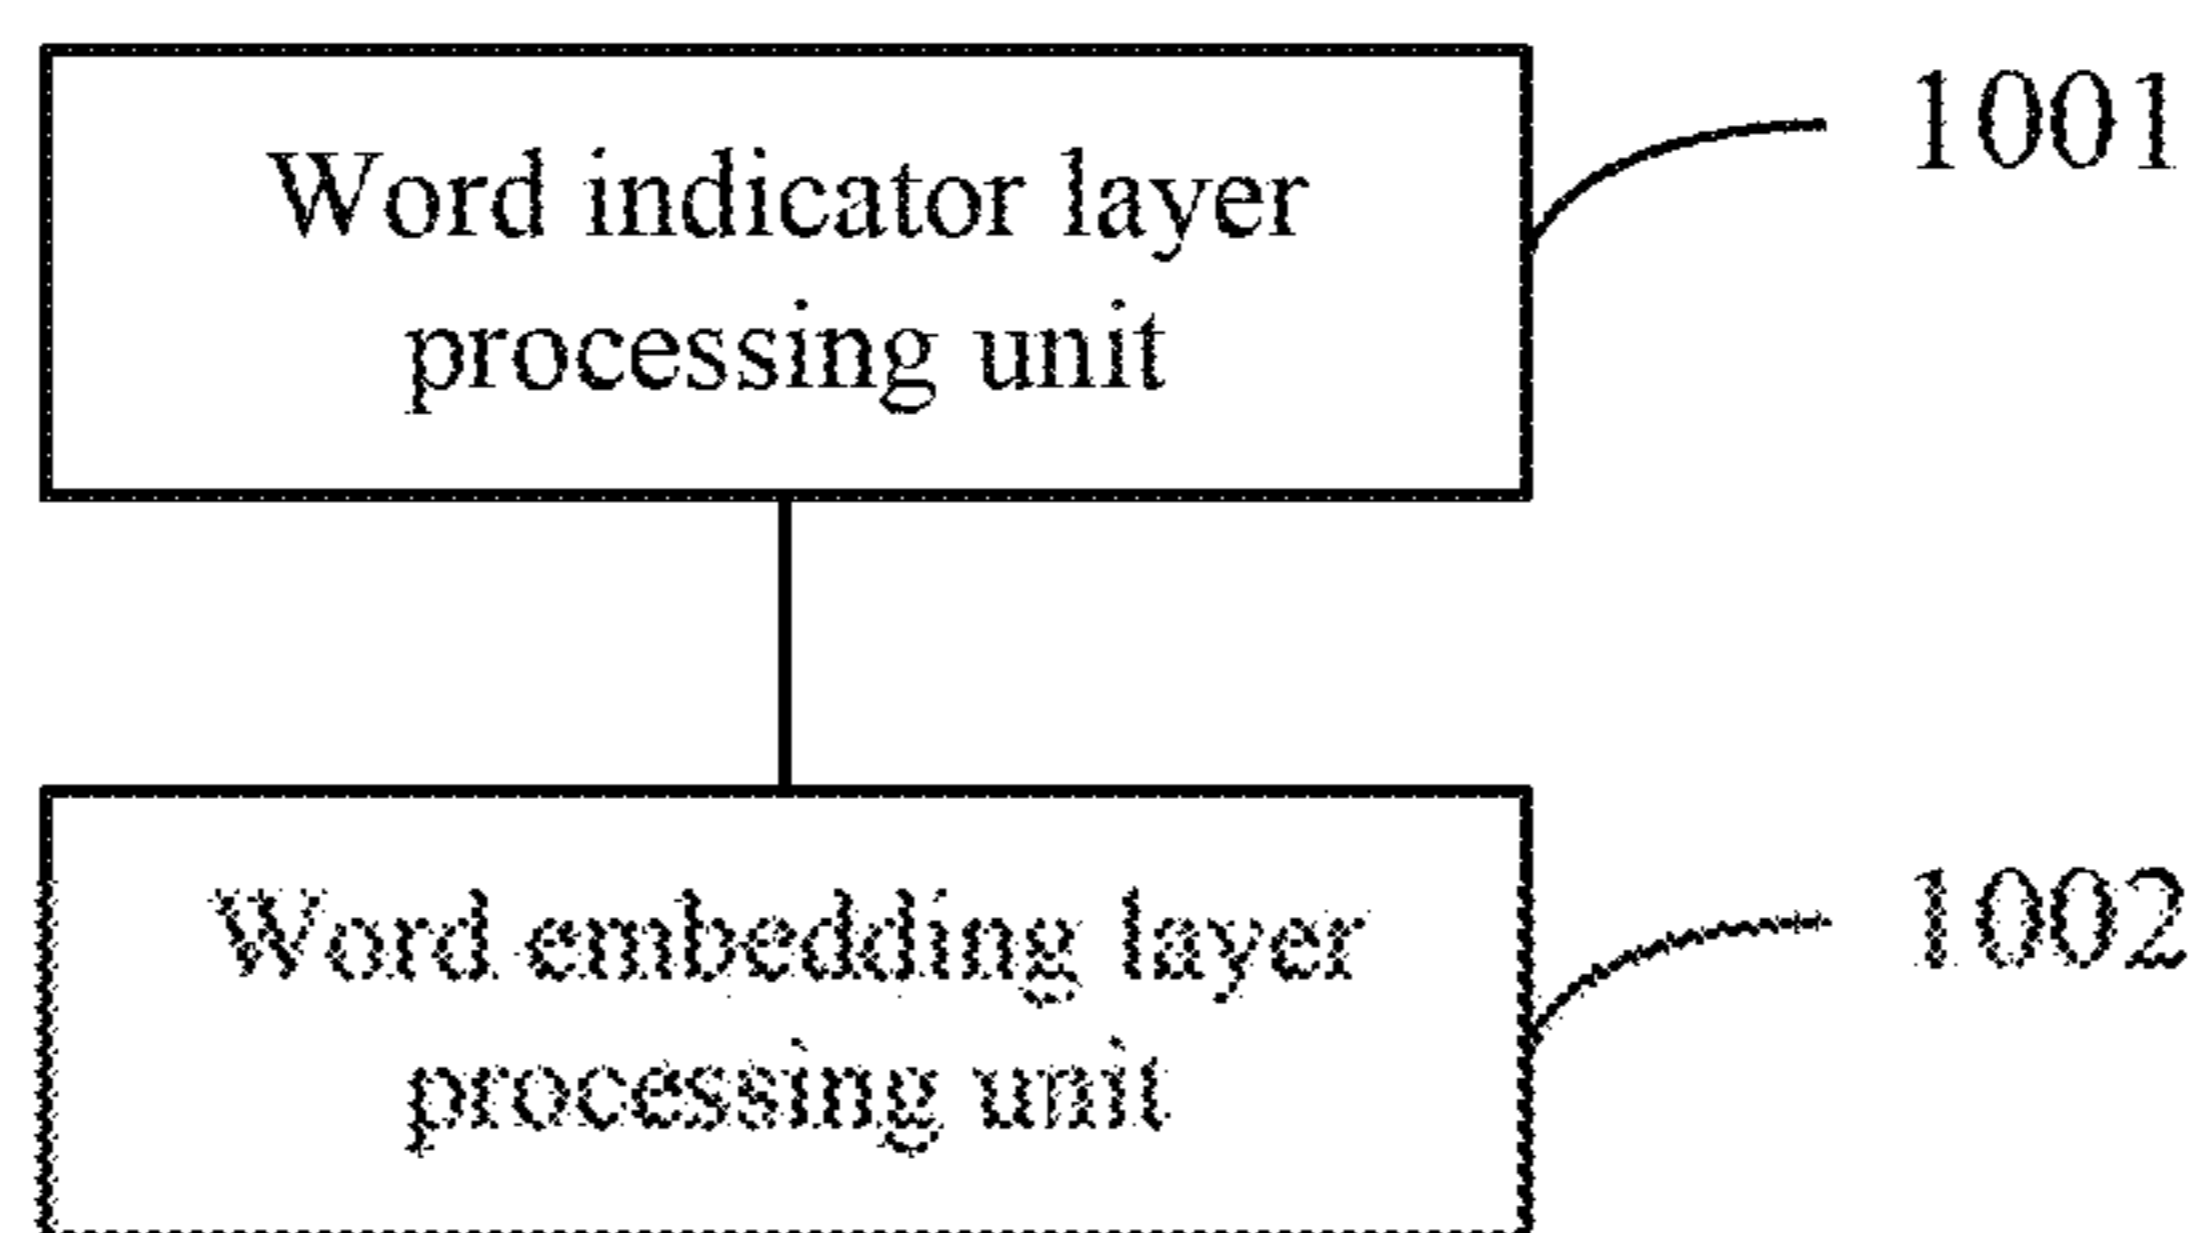 Word indicator layer
processing unit
1001
Word embedding layer
processing unit
1002